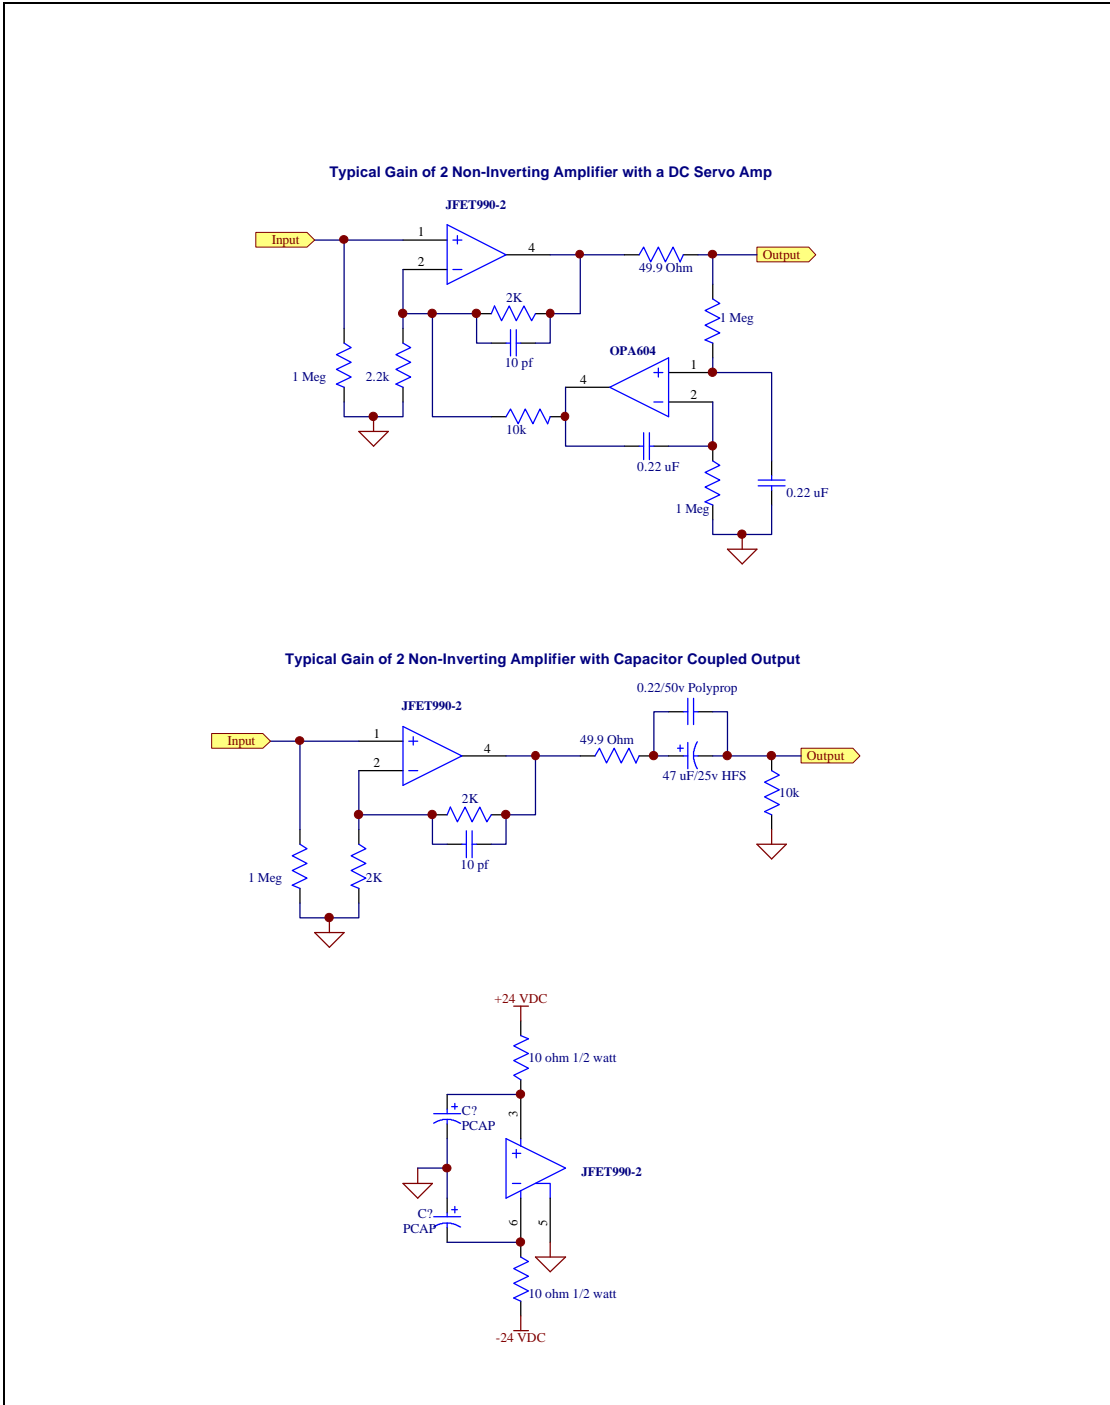 Typical Gain of 2 Non-Inverting Amplifier with a DC Servo Amp
JFET990-2
Input
1
+
2
−
4
49.9 Ohm
Output
2K
10 pf
1 Meg
2.2k
1 Meg
OPA604
4
+
1
−
2
10k
0.22 uF
1 Meg
0.22 uF
Typical Gain of 2 Non-Inverting Amplifier with Capacitor Coupled Output
0.22/50v Polyprop
JFET990-2
Input
1
+
2
−
4
49.9 Ohm
+
47 uF/25v HFS
Output
10k
2K
10 pf
1 Meg
2K
+24 VDC
10 ohm 1/2 watt
+
C?
PCAP
3
+
−
JFET990-2
C?
+
PCAP
6
5
10 ohm 1/2 watt
-24 VDC